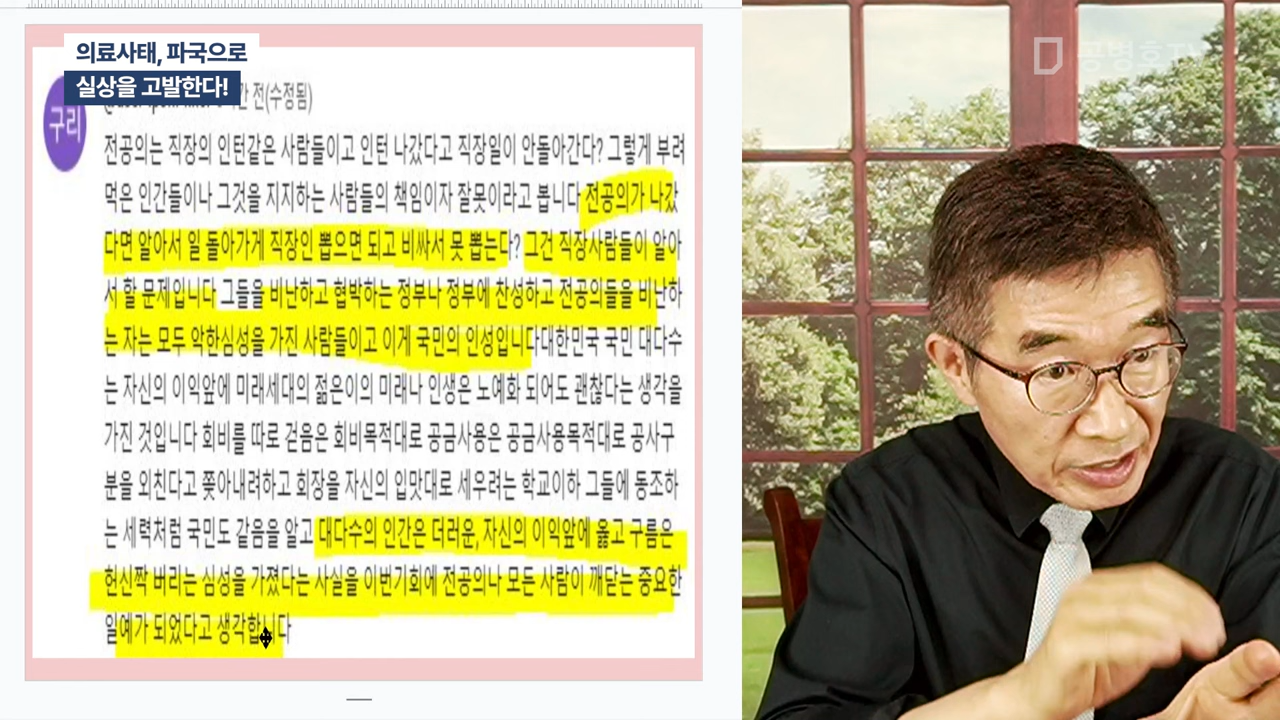 의료사태, 파국으로
실상을 고발한다!
공병호TV
구리
전(수정됨)
전공의는 직장의 인턴같은 사람들이고 인턴 나갔다고 직장일이 안돌아간다? 그렇게 부려
먹은 인간들이나 그것을 지지하는 사람들의 책임이자 잘못이라고 봅니다 전공의가 나갔
다면 알아서 일 돌아가게 직장인 뽑으면 되고 비싸서 못 뽑는다? 그건 직장사람들이 알아
서 할 문제입니다 그들을 비난하고 협박하는 정부나 정부에 찬성하고 전공의들을 비난하
는 자는 모두 악한심성을 가진 사람들이고 이게 국민의 인성입니다대한민국 국민 대다수
는 자신의 이익앞에 미래세대의 젊은이의 미래나 인생은 노예화 되어도 괜찮다는 생각을
가진 것입니다 회비를 따로 걷음은 회비목적대로 공금사용은 공금사용목적대로 공사구
분을 외친다고 쫓아내려하고 회장을 자신의 입맛대로 세우려는 학교이하 그들에 동조하
는 세력처럼 국민도 같음을 알고 대다수의 인간은 더러운, 자신의 이익앞에 옳고 구름은
헌신짝 버리는 심성을 가졌다는 사실을 이번기회에 전공의나 모든 사람이 깨닫는 중요한
일예가 되었다고 생각합니다